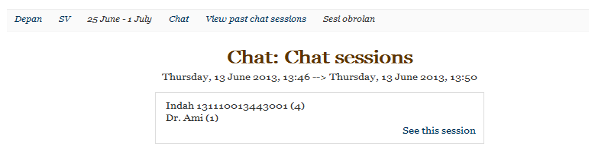 Depan SV 25 June - 1 July Chat View past chat sessions Sesi obrolan
Chat: Chat sessions
Thursday, 13 June 2013, 13:46 --> Thursday, 13 June 2013, 13:50
Indah 131110013443001 (4)
Dr. Ami (1)
See this session